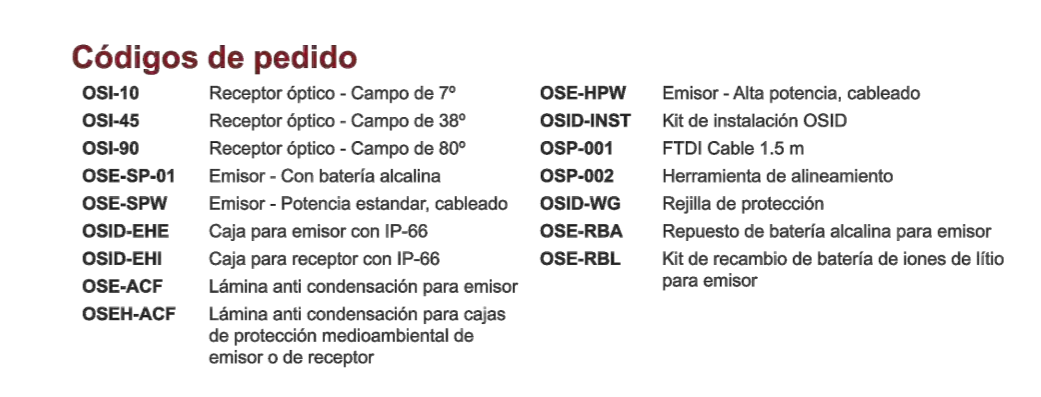 Códigos de pedido
OSI-10 Receptor óptico - Campo de 7º
OSI-45 Receptor óptico - Campo de 38º
OSI-90 Receptor óptico - Campo de 80º
OSE-SP-01 Emisor - Con batería alcalina
OSE-SPW Emisor - Potencia estandar, cableado
OSID-EHE Caja para emisor con IP-66
OSID-EHI Caja para receptor con IP-66
OSE-ACF Lámina anti condensación para emisor
OSEH-ACF Lámina anti condensación para cajas
de protección medioambiental de
emisor o de receptor
OSE-HPW Emisor - Alta potencia, cableado
OSID-INST Kit de instalación OSID
OSP-001 FTDI Cable 1.5 m
OSP-002 Herramienta de alineamiento
OSID-WG Rejilla de protección
OSE-RBA Repuesto de batería alcalina para emisor
OSE-RBL Kit de recambio de batería de iones de lítio
para emisor